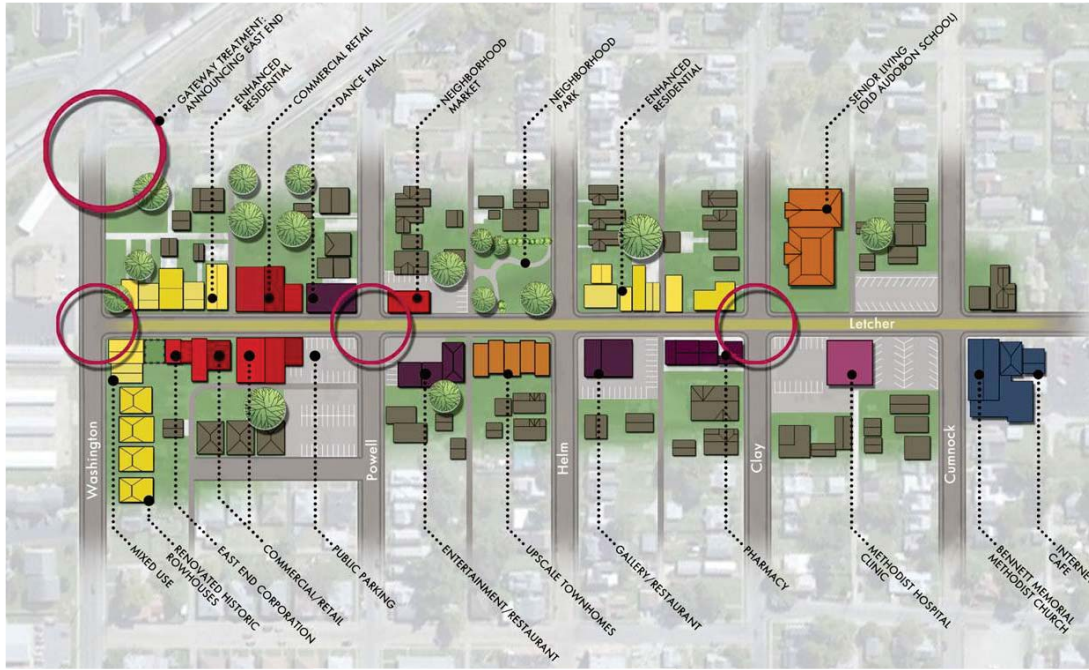 GATEWAY TREATMENT:
ANNOUNCING EAST END
ENHANCED
RESIDENTIAL
COMMERCIAL RETAIL
DANCE HALL
NEIGHBORHOOD
MARKET
NEIGHBORHOOD
PARK
ENHANCED
RESIDENTIAL
SENIOR LIVING
(OLD AUDOBON SCHOOL)
Letcher
Washington
Powell
Helm
Clay
Cumnock
MIXED USE
RENOVATED HISTORIC
ROWHOUSES
EAST END CORPORATION
COMMERCIAL/RETAIL
PUBLIC PARKING
ENTERTAINMENT/RESTAURANT
UPSCALE TOWNHOMES
GALLERY/RESTAURANT
PHARMACY
METHODIST HOSPITAL
CLINIC
BENNETT MEMORIAL
METHODIST CHURCH
INTERNE
CAFE